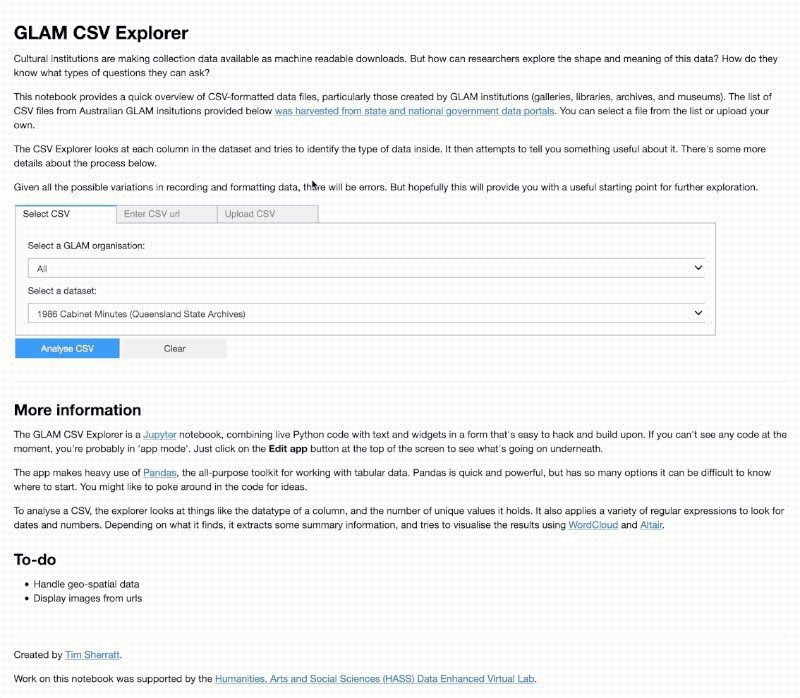 GLAM CSV Explorer
Cultural institutions are making collection data available as machine readable downloads. But how can researchers explore the shape and meaning of this data? How do they
know what types of questions they can ask?
This notebook provides a quick overview of CSV-formatted data files, particularly those created by GLAM institutions (galleries, libraries, archives, and museums). The list of
CSV files from Australian GLAM insitutions provided below was harvested from state and national government data portals. You can select a file from the list or upload your
own.
The CSV Explorer looks at each column in the dataset and tries to identify the type of data inside. It then attempts to tell you something useful about it. There's some more
details about the process below.
Given all the possible variations in recording and formatting data, there will be errors. But hopefully this will provide you with a useful starting point for further exploration.
Select CSV
Enter CSV url
Upload CSV
Select a GLAM organisation:
All
Select a dataset:
1986 Cabinet Minutes (Queensland State Archives)
Analyse CSV
Clear
More information
The GLAM CSV Explorer is a Jupyter notebook, combining live Python code with text and widgets in a form that's easy to hack and build upon. If you can't see any code at the
moment, you're probably in 'app mode'. Just click on the Edit app button at the top of the screen to see what's going on underneath.
The app makes heavy use of Pandas, the all-purpose toolkit for working with tabular data. Pandas is quick and powerful, but has so many options it can be difficult to know
where to start. You might like to poke around in the code for ideas.
To analyse a CSV, the explorer looks at things like the datatype of a column, and the number of unique values it holds. It also applies a variety of regular expressions to look for
dates and numbers. Depending on what it finds, it extracts some summary information, and tries to visualise the results using WordCloud and Altair.
To-do
• Handle geo-spatial data
• Display images from urls
Created by Tim Sherratt.
Work on this notebook was supported by the Humanities, Arts and Social Sciences (HASS) Data Enhanced Virtual Lab.